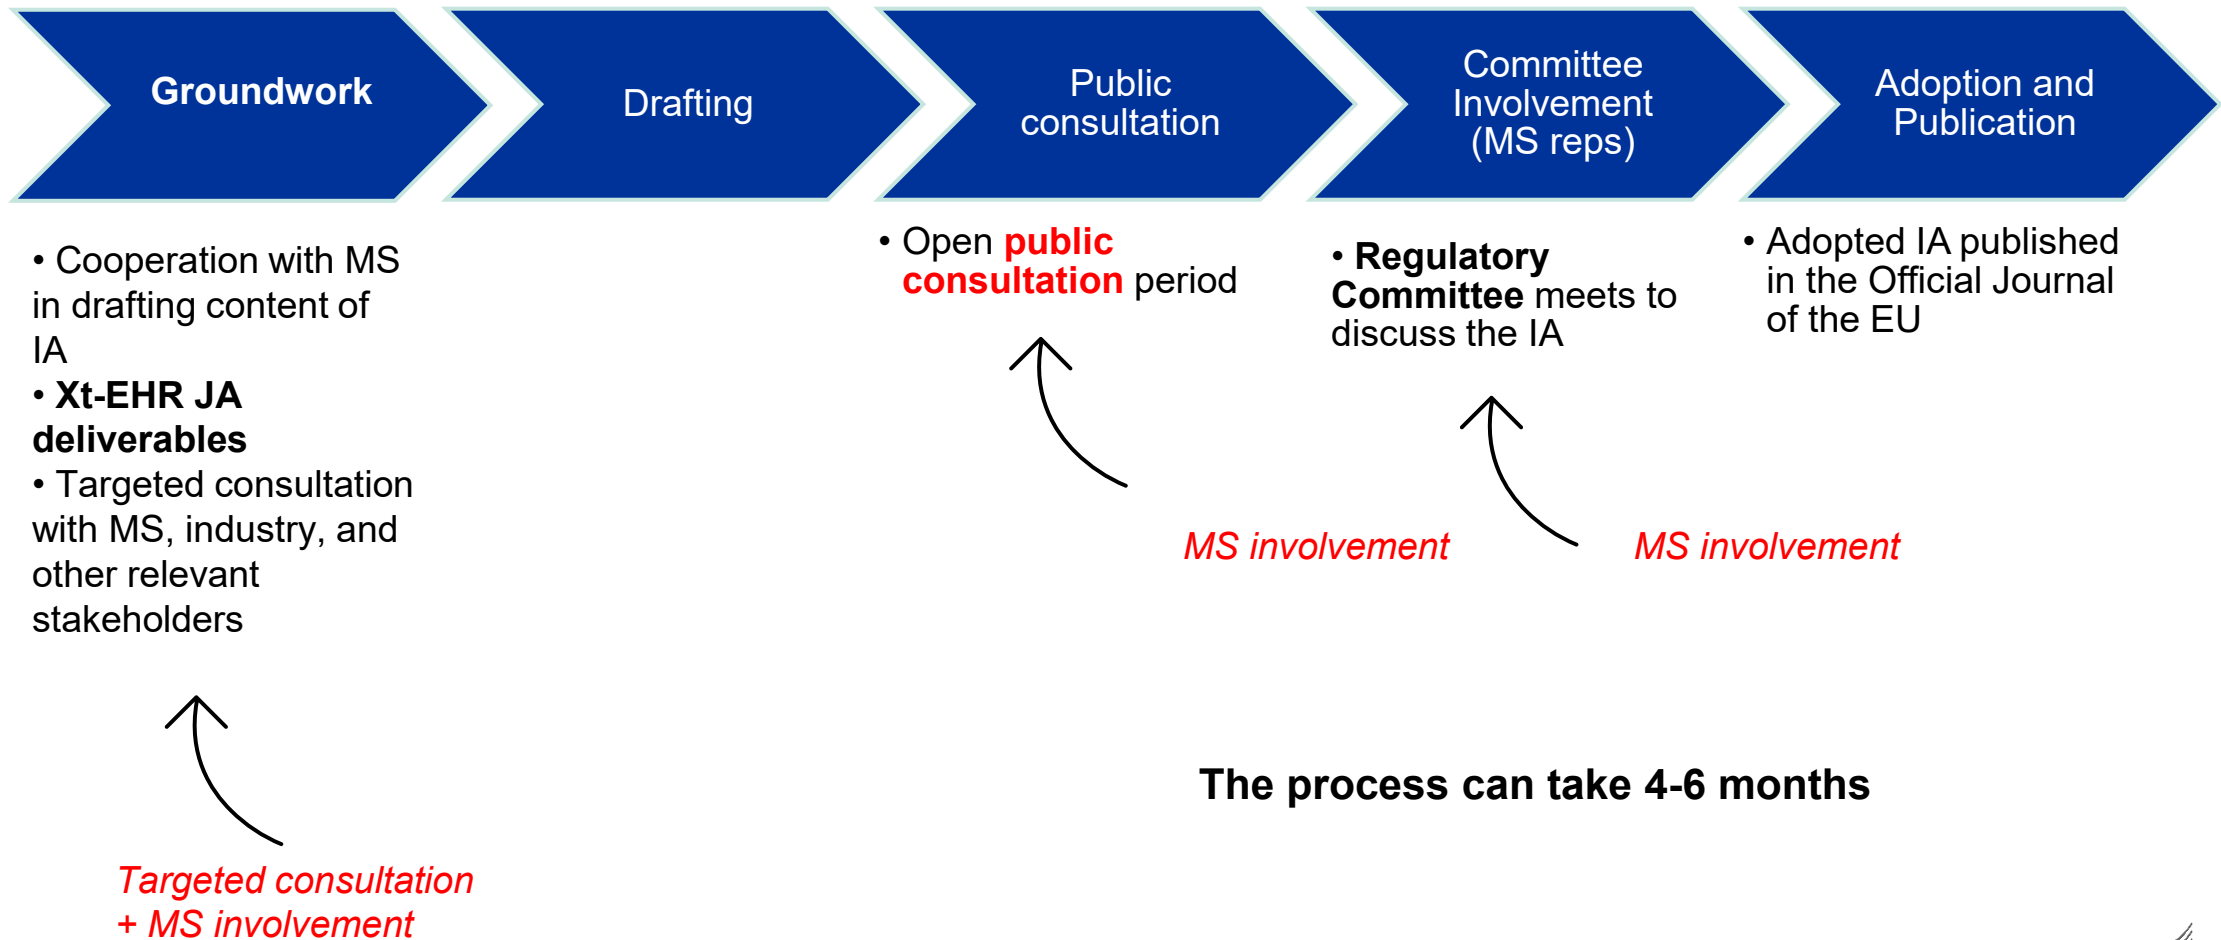 Groundwork
Drafting
Public
consultation
Committee
Involvement
(MS reps)
Adoption and
Publication
• Cooperation with MS
in drafting content of
IA
• Xt-EHR JA
deliverables
• Targeted consultation
with MS, industry, and
other relevant
stakeholders
• Open public
consultation period
• Regulatory
Committee meets to
discuss the IA
• Adopted IA published
in the Official Journal
of the EU
MS involvement
MS involvement
The process can take 4-6 months
Targeted consultation
+ MS involvement